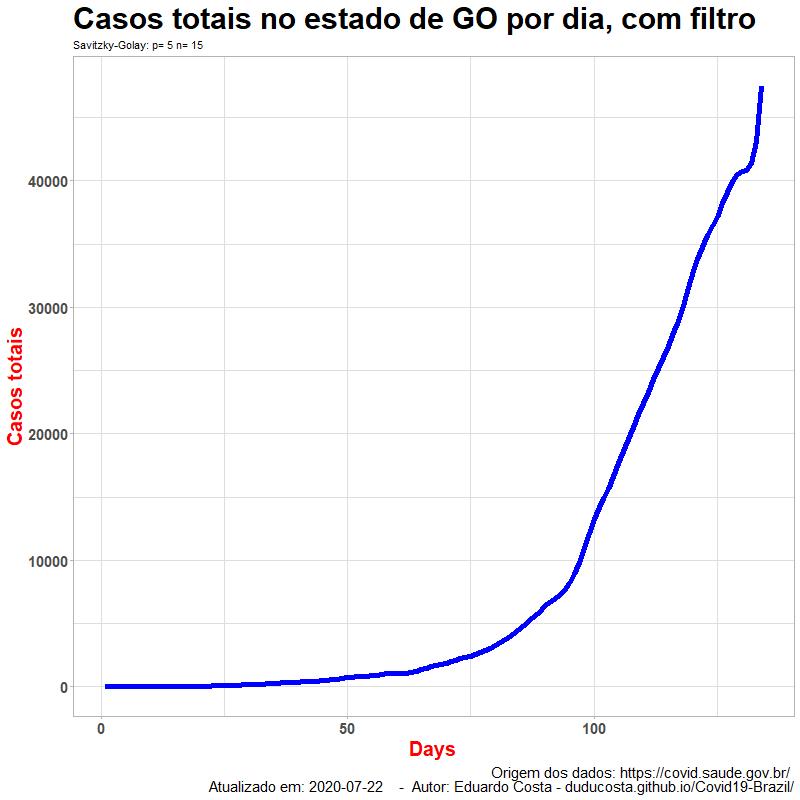 Casos totais no estado de GO por dia, com filtro
Savitzky-Golay: p= 5 n= 15
Casos totais
40000
30000
20000
10000
0
0 50 100
Days
Origem dos dados: https://covid.saude.gov.br/
Atualizado em: 2020-07-22 - Autor: Eduardo Costa - duducosta.github.io/Covid19-Brazil/